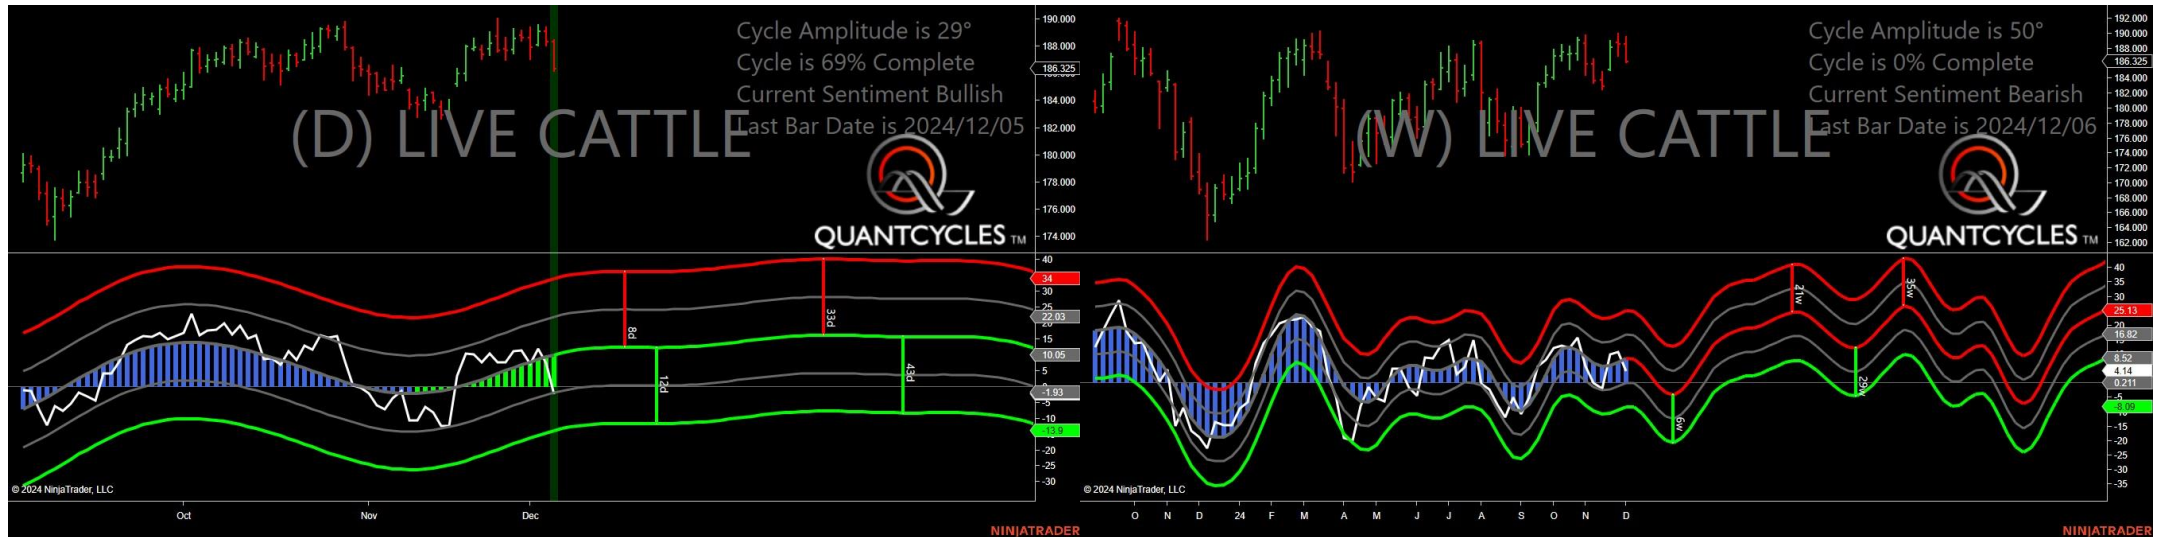 Cycle Amplitude is 29°
Cycle is 69% Complete
Current Sentiment Bullish
Last Bar Date is 2024/12/05
(D) LIVE CATTLE
QUANTCYCLES TM
190.000
188.000
186.325
184.000
182.000
180.000
178.000
176.000
174.000
40
34
30
25
22.03
20
15
10.05
5
-1.93
-5
-10
-13.9
-15
-20
-25
-30
8d
33d
12d
© 2024 NinjaTrader, LLC
Oct
Nov
Dec
NINJATRADER
Cycle Amplitude is 50°
Cycle is 0% Complete
Current Sentiment Bearish
Last Bar Date is 2024/12/06
(W) LIVE CATTLE
QUANTCYCLES TM
192.000
190.000
188.000
186.325
184.000
182.000
180.000
178.000
176.000
174.000
172.000
170.000
168.000
166.000
164.000
162.000
40
35
30
25.13
20
16.82
8.52
4.14
0.211
-5
-8.09
-15
-20
-25
-30
-35
21w
35w
6w
© 2024 NinjaTrader, LLC
O N D 24 F M A M J J A S O N D
NINJATRADER